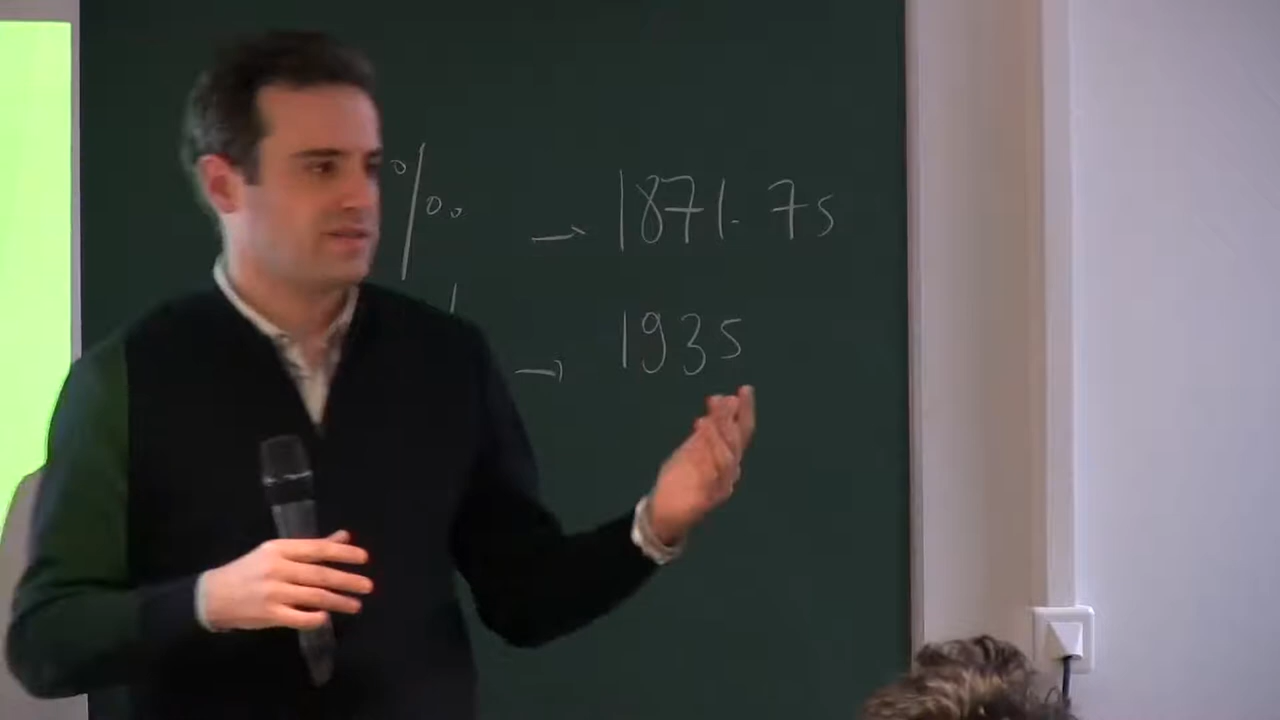 ‰ → 1871.75
→ 1935